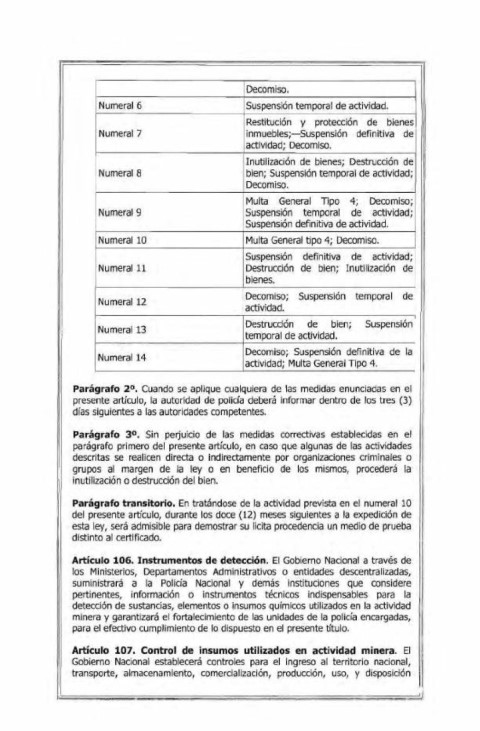 Decomiso.
Numeral 6
Suspensión temporal de actividad.
Numeral 7
Restitución y protección de bienes
inmuebles;—Suspensión definitiva de
actividad; Decomiso.
Numeral 8
Inutilización de bienes; Destrucción de
bien; Suspensión temporal de actividad;
Decomiso.
Numeral 9
Multa General Tipo 4; Decomiso;
Suspensión temporal de actividad;
Suspensión definitiva de actividad.
Numeral 10
Multa General tipo 4; Decomiso.
Numeral 11
Suspensión definitiva de actividad;
Destrucción de bien; Inutilización de
bienes.
Numeral 12
Decomiso; Suspensión temporal de
actividad.
Numeral 13
Destrucción de bien; Suspensión
temporal de actividad.
Numeral 14
Decomiso; Suspensión definitiva de la
actividad; Multa General Tipo 4.
Parágrafo 2º. Cuando se aplique cualquiera de las medidas enunciadas en el
presente artículo, la autoridad de policía deberá informar dentro de los tres (3)
días siguientes a las autoridades competentes.
Parágrafo 3º. Sin perjuicio de las medidas correctivas establecidas en el
parágrafo primero del presente artículo, en caso que algunas de las actividades
descritas se realicen directa o indirectamente por organizaciones criminales o
grupos al margen de la ley o en beneficio de los mismos, procederá la
inutilización o destrucción del bien.
Parágrafo transitorio. En tratándose de la actividad prevista en el numeral 10
del presente artículo, durante los doce (12) meses siguientes a la expedición de
esta ley, será admisible para demostrar su licita procedencia un medio de prueba
distinto al certificado.
Artículo 106. Instrumentos de detección. El Gobierno Nacional a través de
los Ministerios, Departamentos Administrativos o entidades descentralizadas,
suministrará a la Policía Nacional y demás instituciones que considere
pertinentes, información o instrumentos técnicos indispensables para la
detección de sustancias, elementos o insumos químicos utilizados en la actividad
minera y garantizará el fortalecimiento de las unidades de la policía encargadas,
para el efectivo cumplimiento de lo dispuesto en el presente título.
Artículo 107. Control de insumos utilizados en actividad minera. El
Gobierno Nacional establecerá controles para el ingreso al territorio nacional,
transporte, almacenamiento, comercialización, producción, uso, y disposición